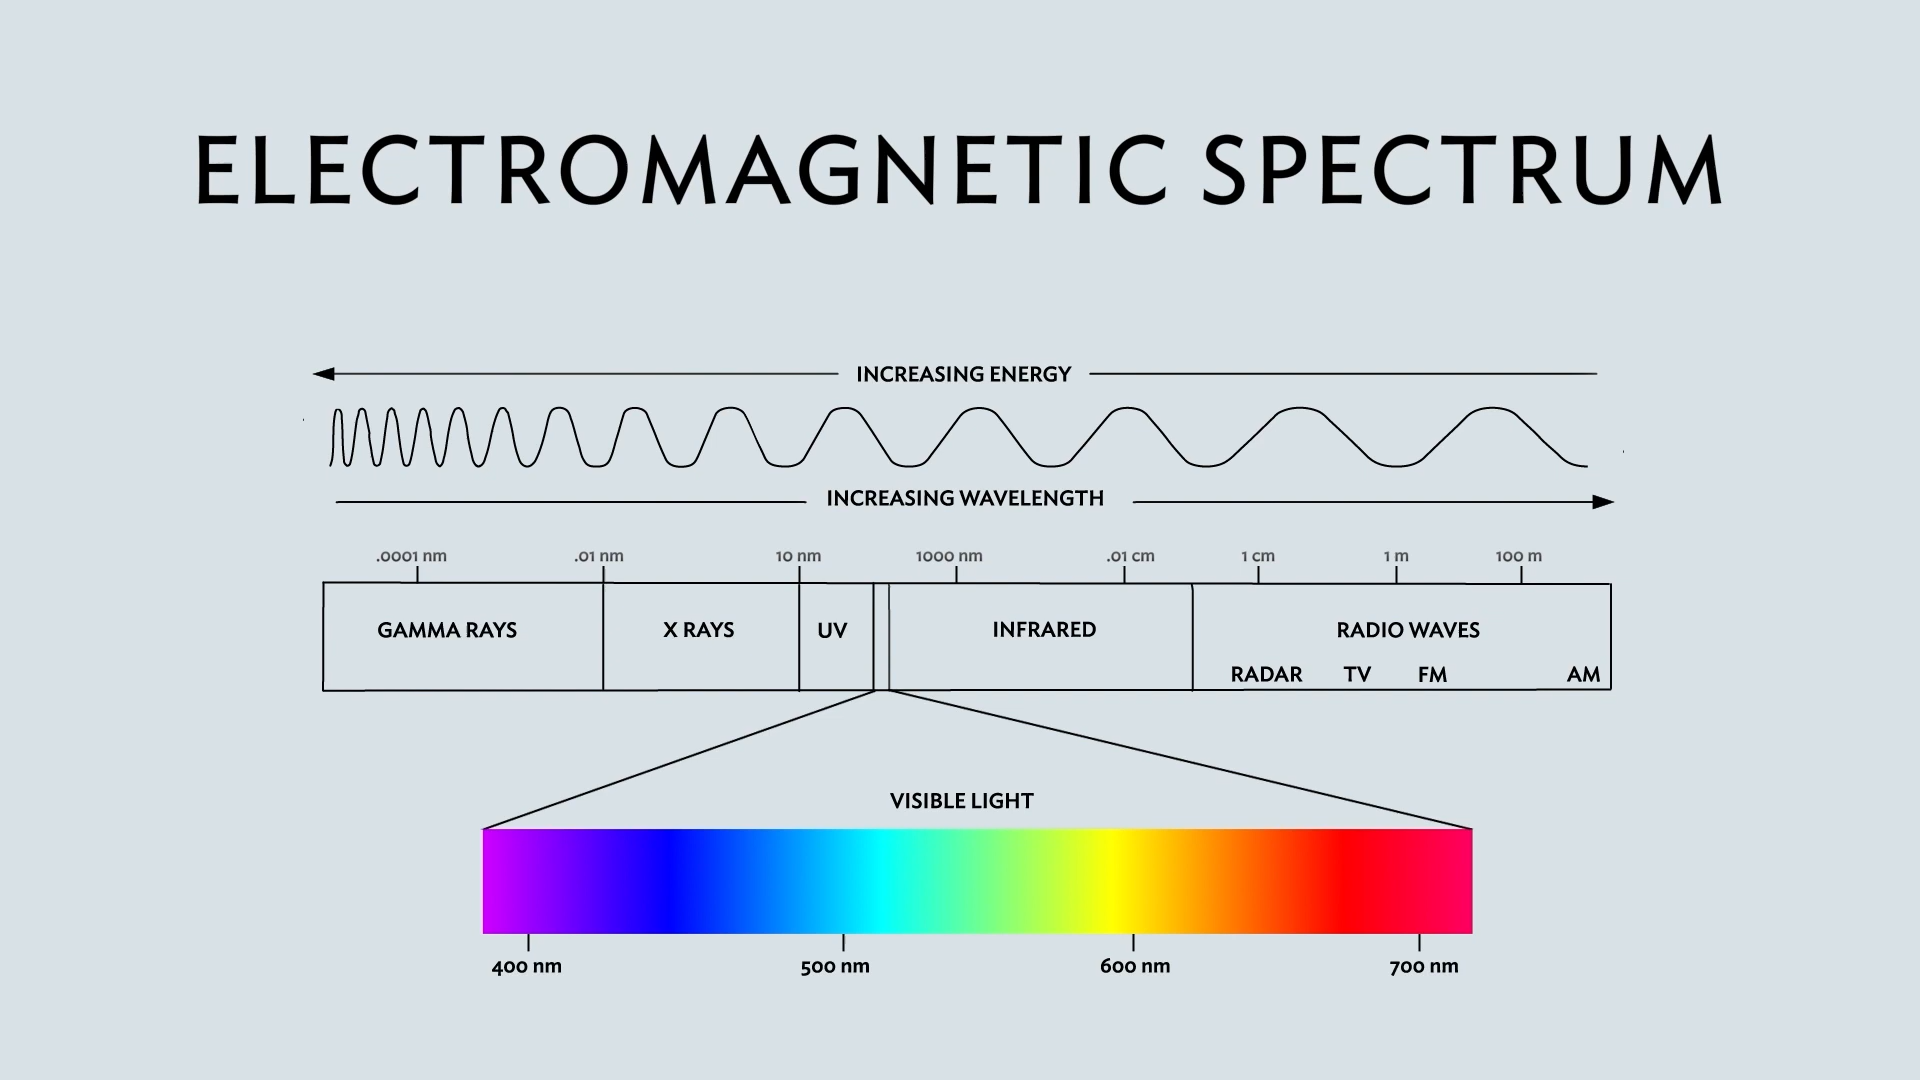 ELECTROMAGNETIC SPECTRUM
INCREASING ENERGY
INCREASING WAVELENGTH
.0001 nm .01 nm 10 nm 1000 nm .01 cm 1 cm 1 m 100 m
GAMMA RAYS X RAYS UV INFRARED RADIO WAVES
RADAR TV FM AM
VISIBLE LIGHT
400 nm 500 nm 600 nm 700 nm